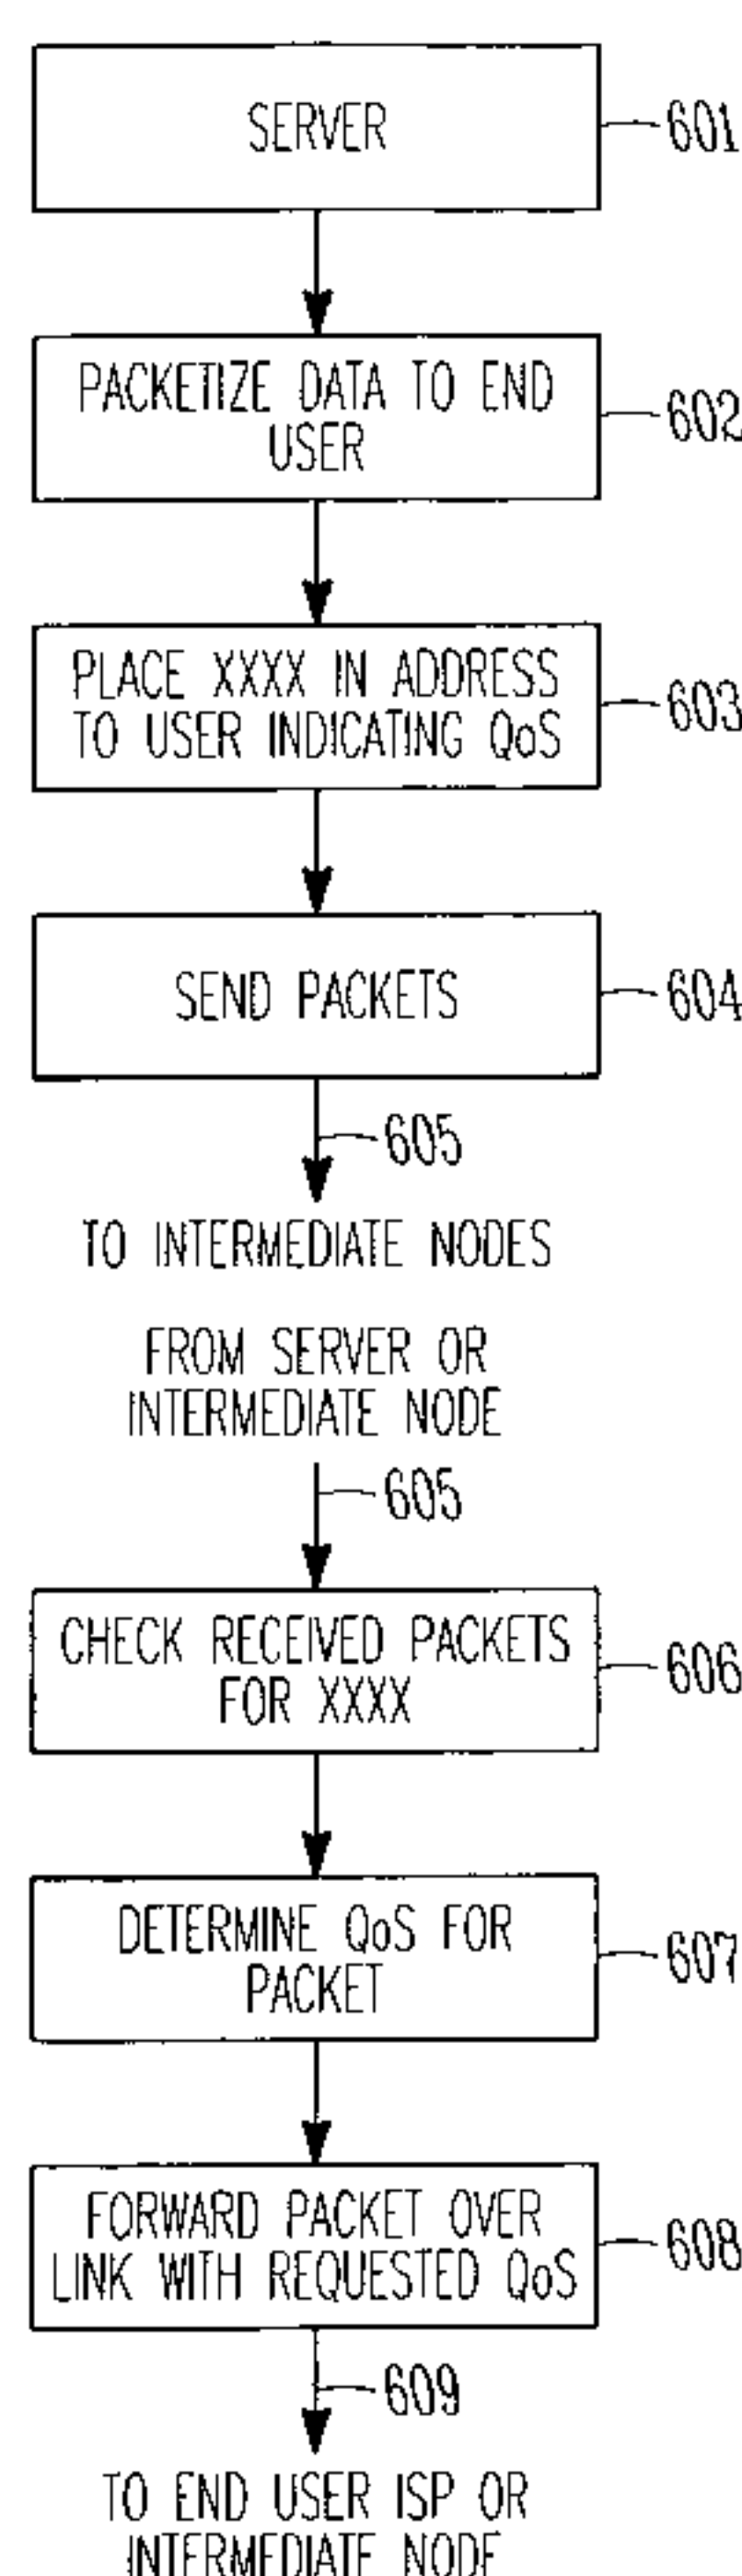 SERVER
601
PACKETIZE DATA TO END
USER
602
PLACE XXXX IN ADDRESS
TO USER INDICATING QoS
603
SEND PACKETS
604
605
TO INTERMEDIATE NODES
FROM SERVER OR
INTERMEDIATE NODE
605
CHECK RECEIVED PACKETS
FOR XXXX
606
DETERMINE QoS FOR
PACKET
607
FORWARD PACKET OVER
LINK WITH REQUESTED QoS
608
609
TO END USER ISP OR
INTERMEDIATE NODE